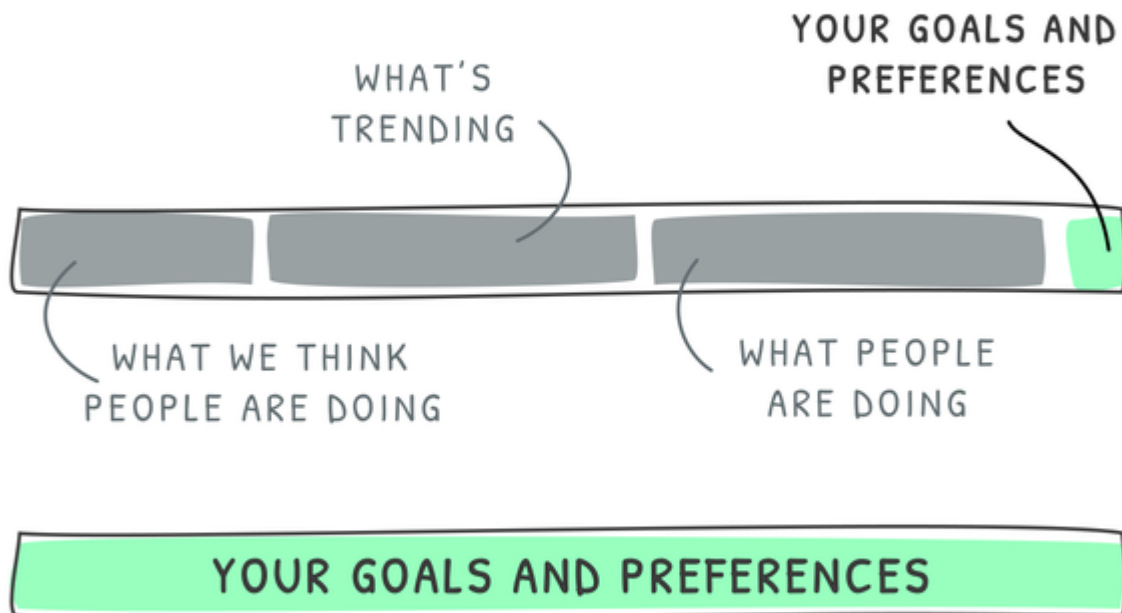 YOUR GOALS AND
PREFERENCES
WHAT'S
TRENDING
WHAT WE THINK
PEOPLE ARE DOING
WHAT PEOPLE
ARE DOING
YOUR GOALS AND PREFERENCES